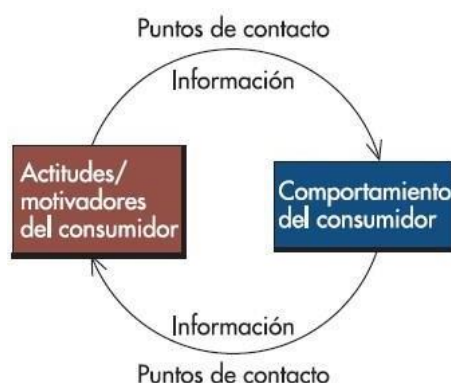 Puntos de contacto
Información
Actitudes/
motivadores
del consumidor
Comportamiento
del consumidor
Información
Puntos de contacto